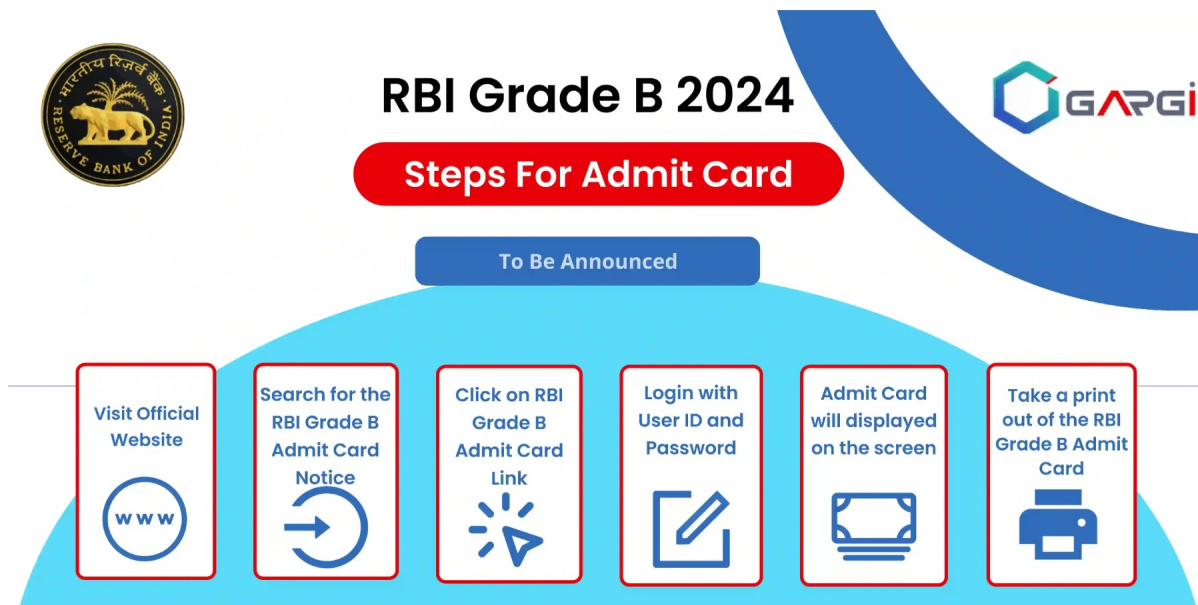 भारतीय रिज़र्व बैंक
RESERVE BANK OF INDIA
RBI Grade B 2024
GARGI
Steps For Admit Card
To Be Announced
Visit Official
Website
WWW
Search for the
RBI Grade B
Admit Card
Notice
Click on RBI
Grade B
Admit Card
Link
Login with
User ID and
Password
Admit Card
will displayed
on the screen
Take a print
out of the RBI
Grade B Admit
Card